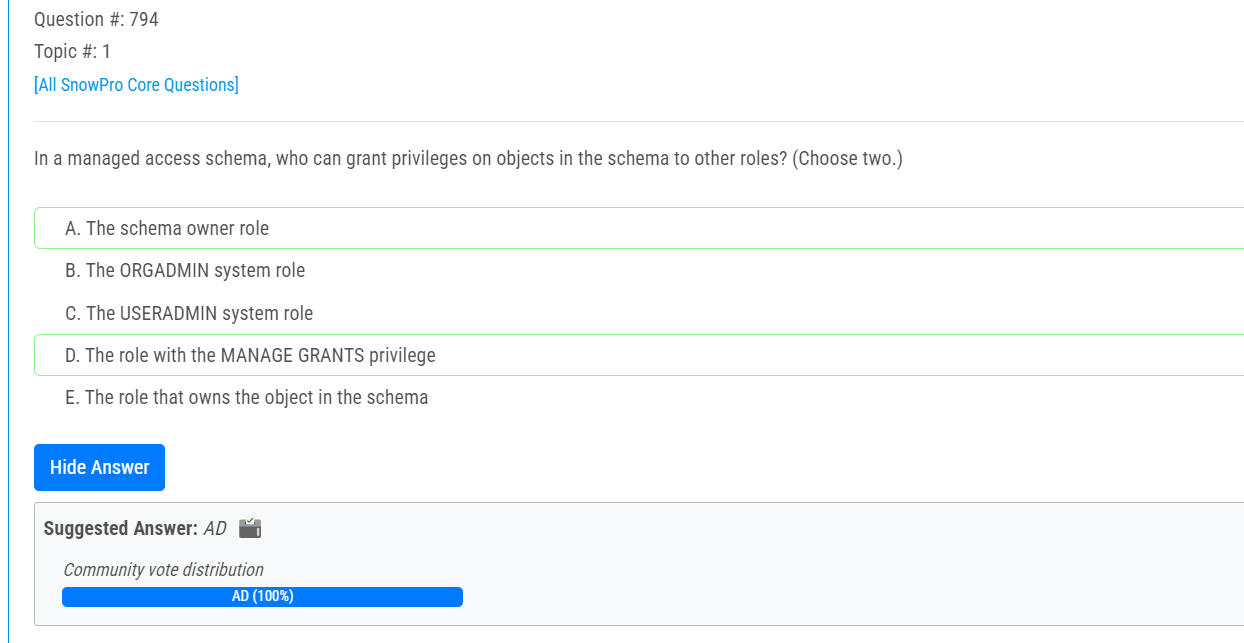 Question #: 794
Topic #: 1
[All SnowPro Core Questions]
In a managed access schema, who can grant privileges on objects in the schema to other roles? (Choose two.)
A. The schema owner role
B. The ORGADMIN system role
C. The USERADMIN system role
D. The role with the MANAGE GRANTS privilege
E. The role that owns the object in the schema
Hide Answer
Suggested Answer: AD
Community vote distribution
AD (100%)